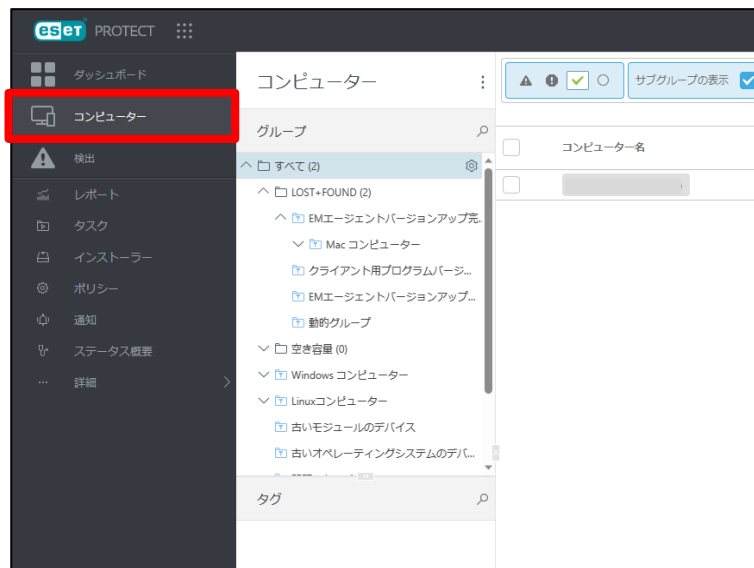 eset PROTECT
ダッシュボード
コンピューター
検出
レポート
タスク
インストーラー
ポリシー
通知
ステータス概要
詳細
コンピューター
グループ
すべて (2)
LOST+FOUND (2)
EMエージェントバージョンアップ完...
Mac コンピューター
クライアント用プログラムバージ...
EMエージェントバージョンアップ...
動的グループ
空き容量 (0)
Windows コンピューター
Linuxコンピューター
古いモジュールのデバイス
古いオペレーティングシステムのデバ...
タグ
サブグループの表示
コンピューター名